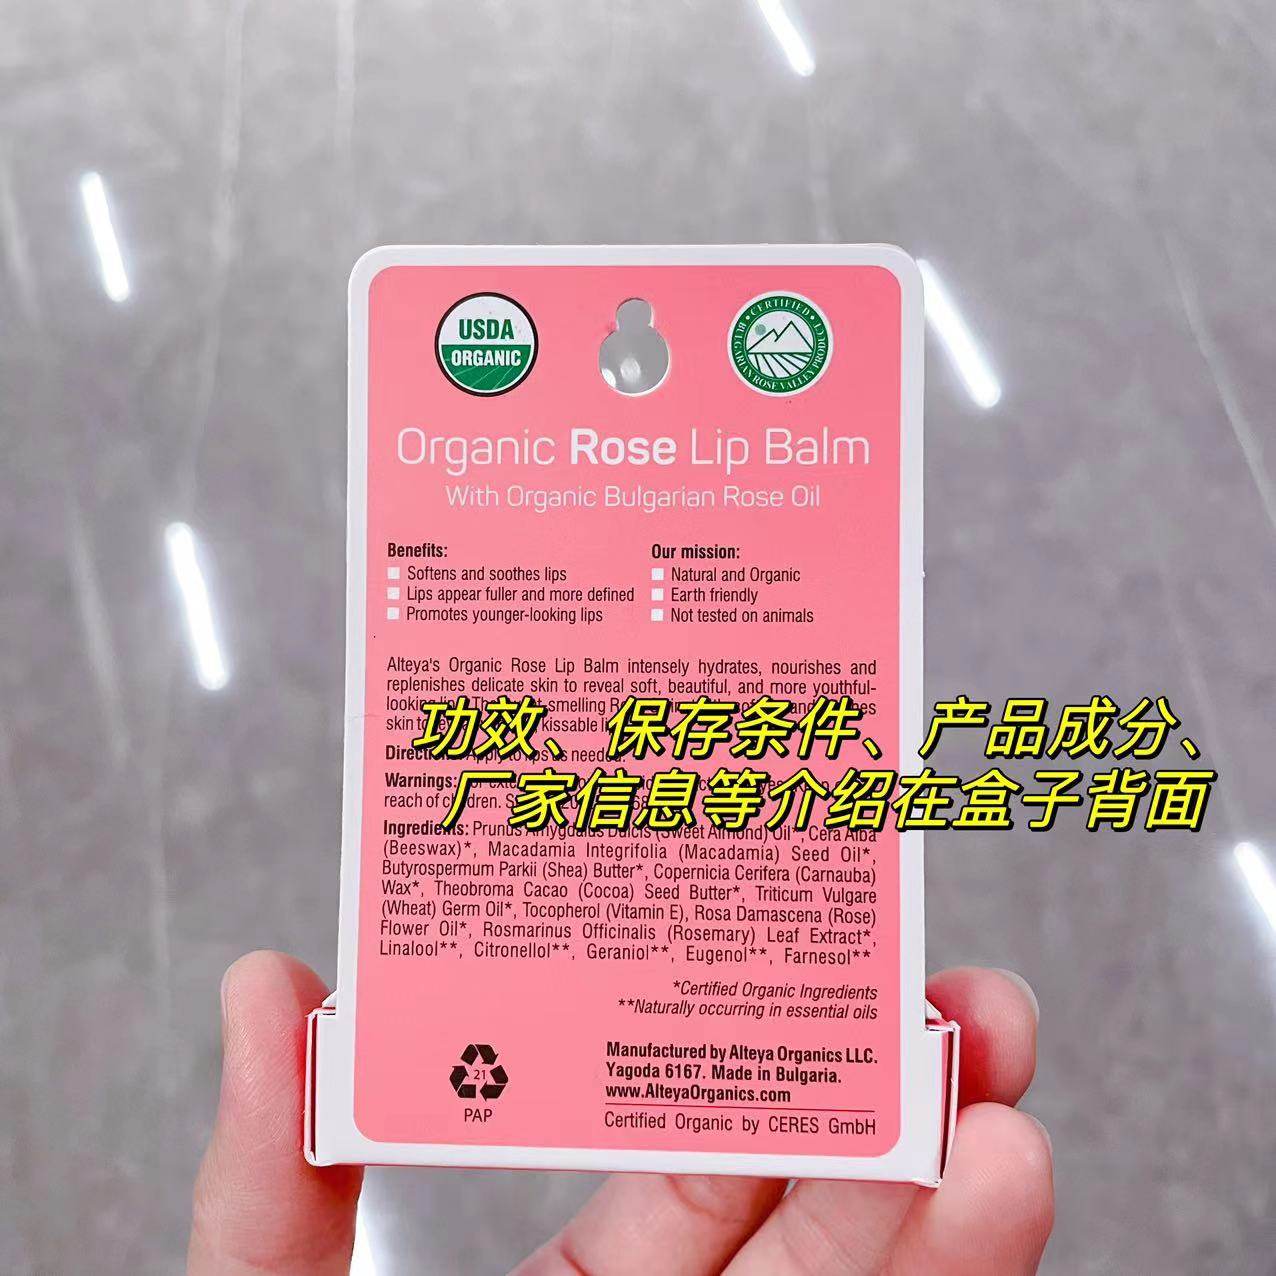 USDA
ORGANIC
CERTIFIED
BULGARIAN ROSE VALLEY PRODUCT
Organic Rose Lip Balm
With Organic Bulgarian Rose Oil
Benefits:
Softens and soothes lips
Lips appear fuller and more defined
Promotes younger-looking lips
Our mission:
Natural and Organic
Earth friendly
Not tested on animals
Alteya's Organic Rose Lip Balm intensely hydrates, nourishes and
replenishes delicate skin to reveal soft, beautiful, and more youthful-
smelling
skin kissable
功效、保存条件、产品成分、
厂家信息等介绍在盒子背面
Apply to lips as needed.
Warnings:
reach of children.
Ingredients: Prunus Amygdalus Dulcis (Sweet Almond) Oil*, Cera Alba
(Beeswax)*, Macadamia Integrifolia (Macadamia) Seed Oil*,
Butyrospermum Parkii (Shea) Butter*, Copernicia Cerifera (Carnauba)
Wax*, Theobroma Cacao (Cocoa) Seed Butter*, Triticum Vulgare
(Wheat) Germ Oil*, Tocopherol (Vitamin E), Rosa Damascena (Rose)
Flower Oil*, Rosmarinus Officinalis (Rosemary) Leaf Extract*,
Linalool**, Citronellol**, Geraniol**, Eugenol**, Farnesol**
*Certified Organic Ingredients
**Naturally occurring in essential oils
21
PAP
Manufactured by Alteya Organics LLC.
Yagoda 6167. Made in Bulgaria.
www.AlteyaOrganics.com
Certified Organic by CERES GmbH